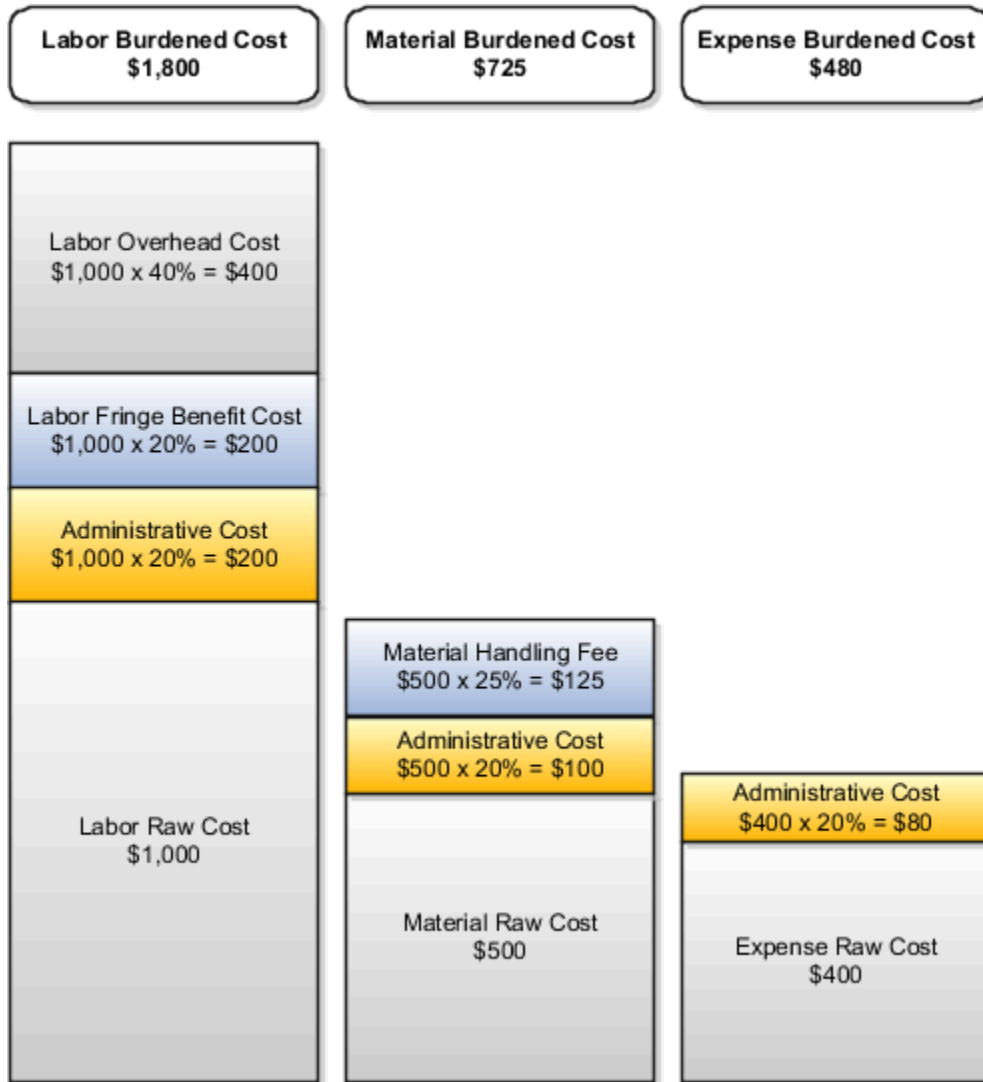 Labor Burdened Cost
$1,800
Material Burdened Cost
$725
Expense Burdened Cost
$480
Labor Overhead Cost
$1,000 x 40% = $400
Labor Fringe Benefit Cost
$1,000 x 20% = $200
Administrative Cost
$1,000 x 20% = $200
Labor Raw Cost
$1,000
Material Handling Fee
$500 x 25% = $125
Administrative Cost
$500 x 20% = $100
Material Raw Cost
$500
Administrative Cost
$400 x 20% = $80
Expense Raw Cost
$400